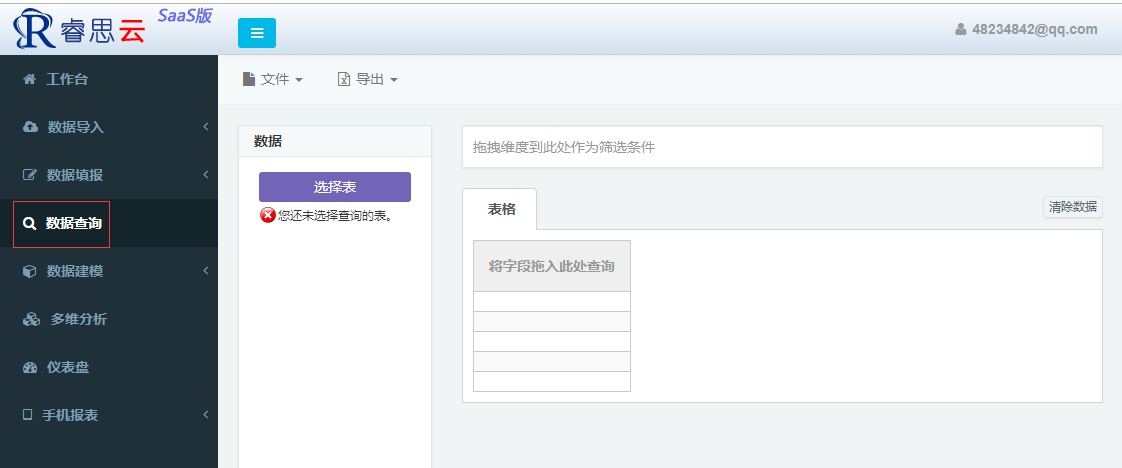 睿思云 SaaS版
48234842@qq.com
工作台
数据导入
数据填报
数据查询
数据建模
多维分析
仪表盘
手机报表
文件
导出
数据
选择表
您还未选择查询的表。
拖拽维度到此处作为筛选条件
表格
清除数据
将字段拖入此处查询